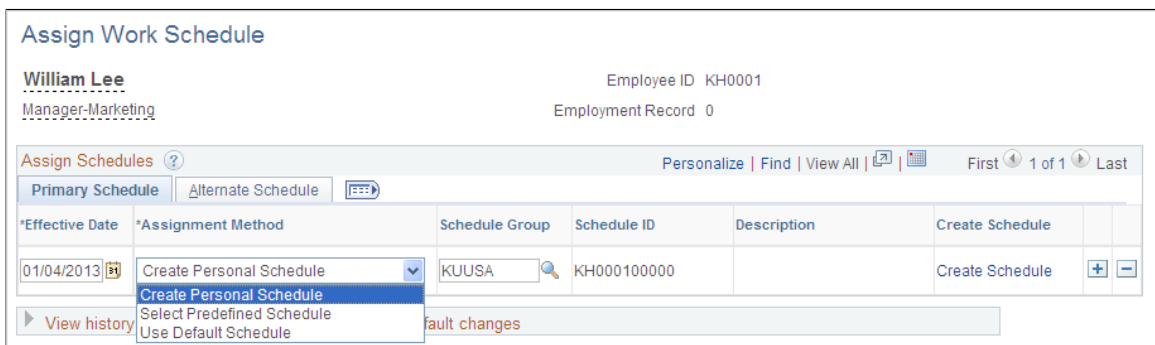 Assign Work Schedule
William Lee
Employee ID KH0001
Manager-Marketing
Employment Record 0
Assign Schedules ?
Personalize | Find | View All | | First 1 of 1 Last
Primary Schedule Alternate Schedule
*Effective Date *Assignment Method Schedule Group Schedule ID Description Create Schedule
01/04/2013 31 Create Personal Schedule KUUSA KH000100000 Create Schedule + -
Create Personal Schedule
Select Predefined Schedule
Use Default Schedule
View history fault changes